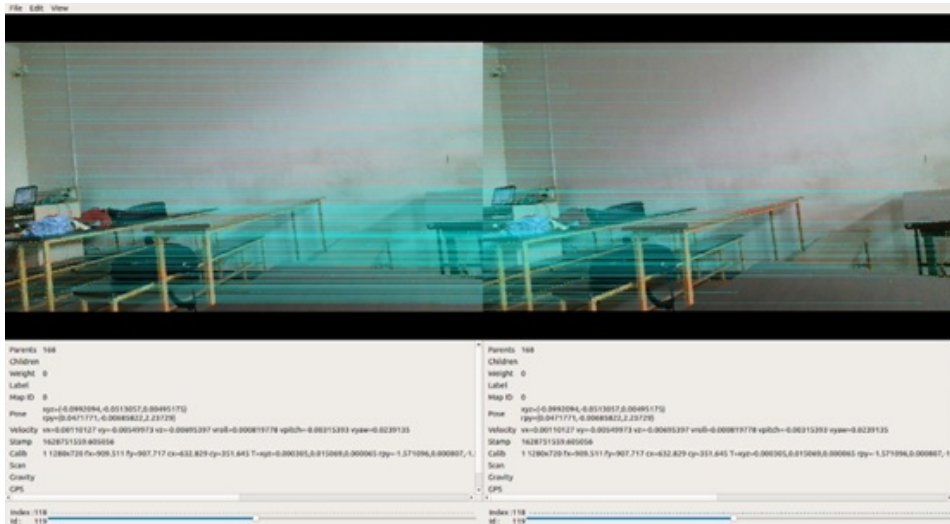 File Edit View
Parents 168
Children
Weight 0
Label
Map ID 0
Pose xyz=(-0.0992094,-0.0513057,0.00495175)
rpy=(0.0471771,-0.00685822,2.23729)
Velocity vx=0.00110127 vy=-0.00549973 vz=-0.00695397 vroll=0.000819778 vpitch=-0.00315393 vyaw=0.0239135
Stamp 1628751559.605056
Calib 1 1280x720 fx=909.511 fy=907.717 cx=632.829 cy=351.645 T=xyz=0.000305,0.015069,0.000065 rpy=-1.571096,0.000807,-1.
Scan
Gravity
GPS
Index :118
Id : 119
Parents 168
Children
Weight 0
Label
Map ID 0
Pose xyz=(-0.0992094,-0.0513057,0.00495175)
rpy=(0.0471771,-0.00685822,2.23729)
Velocity vx=0.00110127 vy=-0.00549973 vz=-0.00695397 vroll=0.000819778 vpitch=-0.00315393 vyaw=0.0239135
Stamp 1628751559.605056
Calib 1 1280x720 fx=909.511 fy=907.717 cx=632.829 cy=351.645 T=xyz=0.000305,0.015069,0.000065 rpy=-1.571096,0.000807,-1.
Scan
Gravity
GPS
Index :118
Id : 119